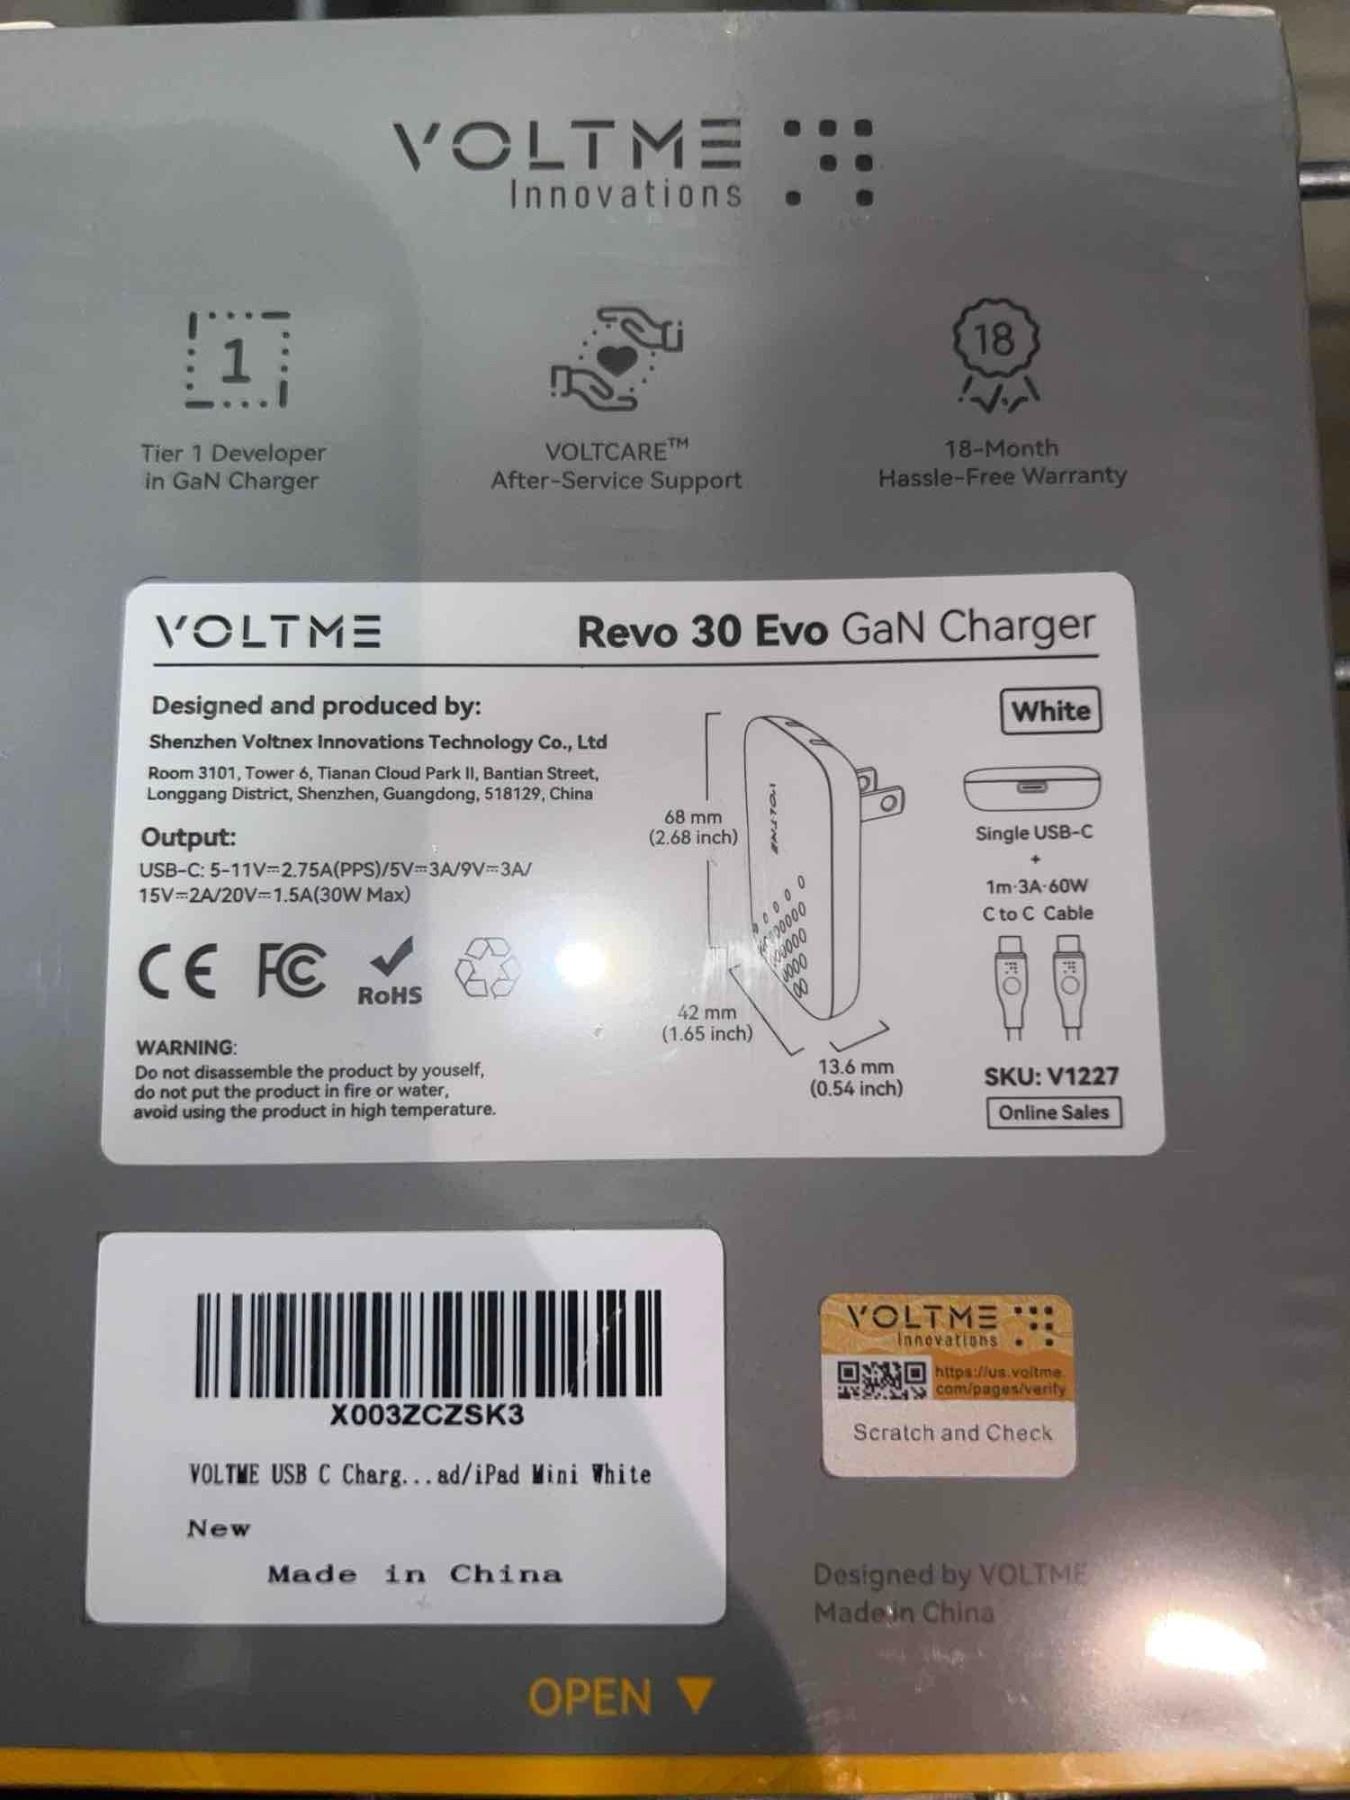 VOLTME
Innovations
1
Tier 1 Developer
in GaN Charger
VOLTCARE™
After-Service Support
18
18-Month
Hassle-Free Warranty
VOLTME
Revo 30 Evo GaN Charger
Designed and produced by:
Shenzhen Voltnex Innovations Technology Co., Ltd
Room 3101, Tower 6, Tianan Cloud Park II, Bantian Street,
Longgang District, Shenzhen, Guangdong, 518129, China
Output:
USB-C: 5-11V⎓2.75A(PPS)/5V⎓3A/9V⎓3A/
15V⎓2A/20V⎓1.5A(30W Max)
CE FC
RoHS
WARNING:
Do not disassemble the product by youself,
do not put the product in fire or water,
avoid using the product in high temperature.
68 mm
(2.68 inch)
VOLTME
42 mm
(1.65 inch)
13.6 mm
(0.54 inch)
White
Single USB-C
+
1m·3A·60W
C to C Cable
SKU: V1227
Online Sales
X003ZCZSK3
VOLTME USB C Charg...ad/iPad Mini White
New
Made in China
VOLTME
Innovations
https://us.voltme.
com/pages/verify
Scratch and Check
Designed by VOLTME
Made in China
OPEN ▼